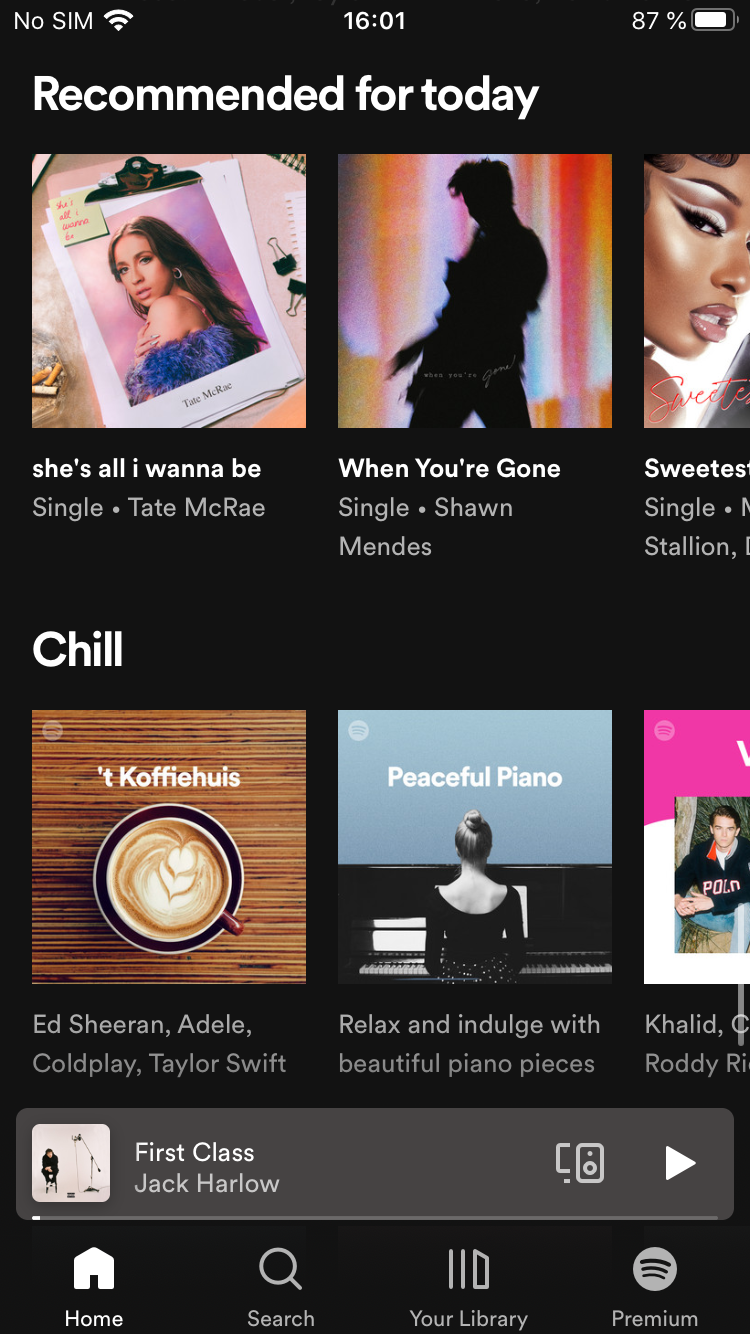 No SIM 16:01 87 %
Recommended for today
she's
all i
wanna
be
Tate McRae
when you're gone
Sweetes
she's all i wanna be
Single • Tate McRae
When You're Gone
Single • Shawn
Mendes
Sweetest
Single • M
Stallion, D
Chill
't Koffiehuis
Peaceful Piano
POLO
Ed Sheeran, Adele,
Coldplay, Taylor Swift
Relax and indulge with
beautiful piano pieces
Khalid, C
Roddy Ri
First Class
Jack Harlow
Home
Search
Your Library
Premium